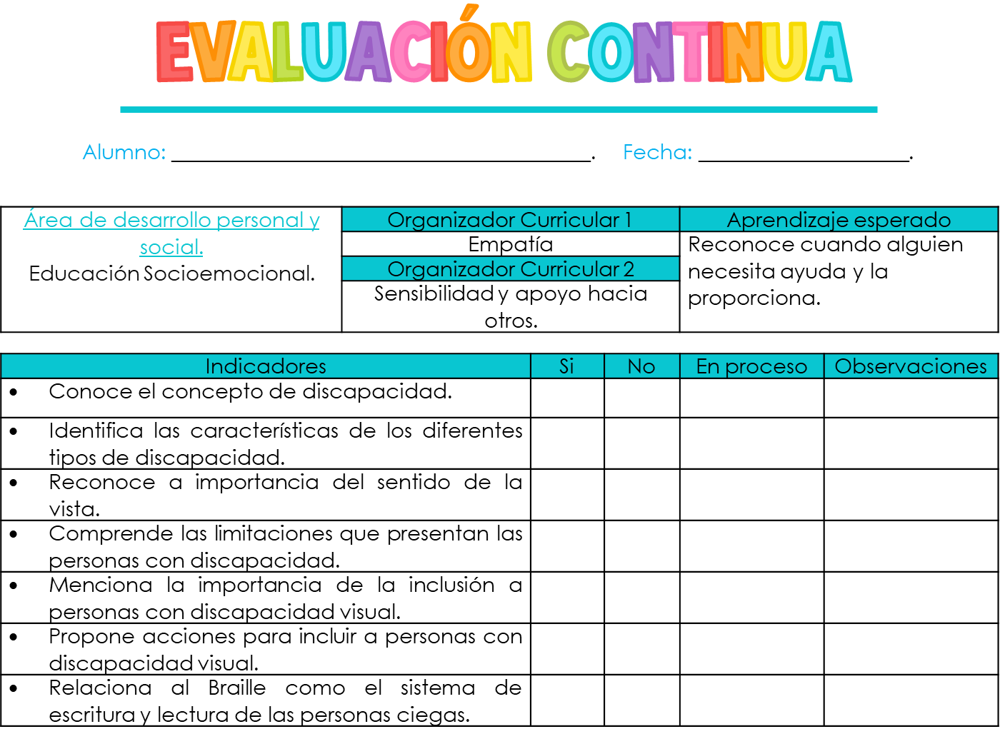 EVALUACIÓN CONTINUA
Alumno: ______________________. Fecha: ___________.
Área de desarrollo personal y
social.
Educación Socioemocional.
Organizador Curricular 1
Empatía
Organizador Curricular 2
Sensibilidad y apoyo hacia
otros.
Aprendizaje esperado
Reconoce cuando alguien
necesita ayuda y la
proporciona.
Indicadores Si No En proceso Observaciones
• Conoce el concepto de discapacidad.
• Identifica las características de los diferentes
tipos de discapacidad.
• Reconoce a importancia del sentido de la
vista.
• Comprende las limitaciones que presentan las
personas con discapacidad.
• Menciona la importancia de la inclusión a
personas con discapacidad visual.
• Propone acciones para incluir a personas con
discapacidad visual.
• Relaciona al Braille como el sistema de
escritura y lectura de las personas ciegas.